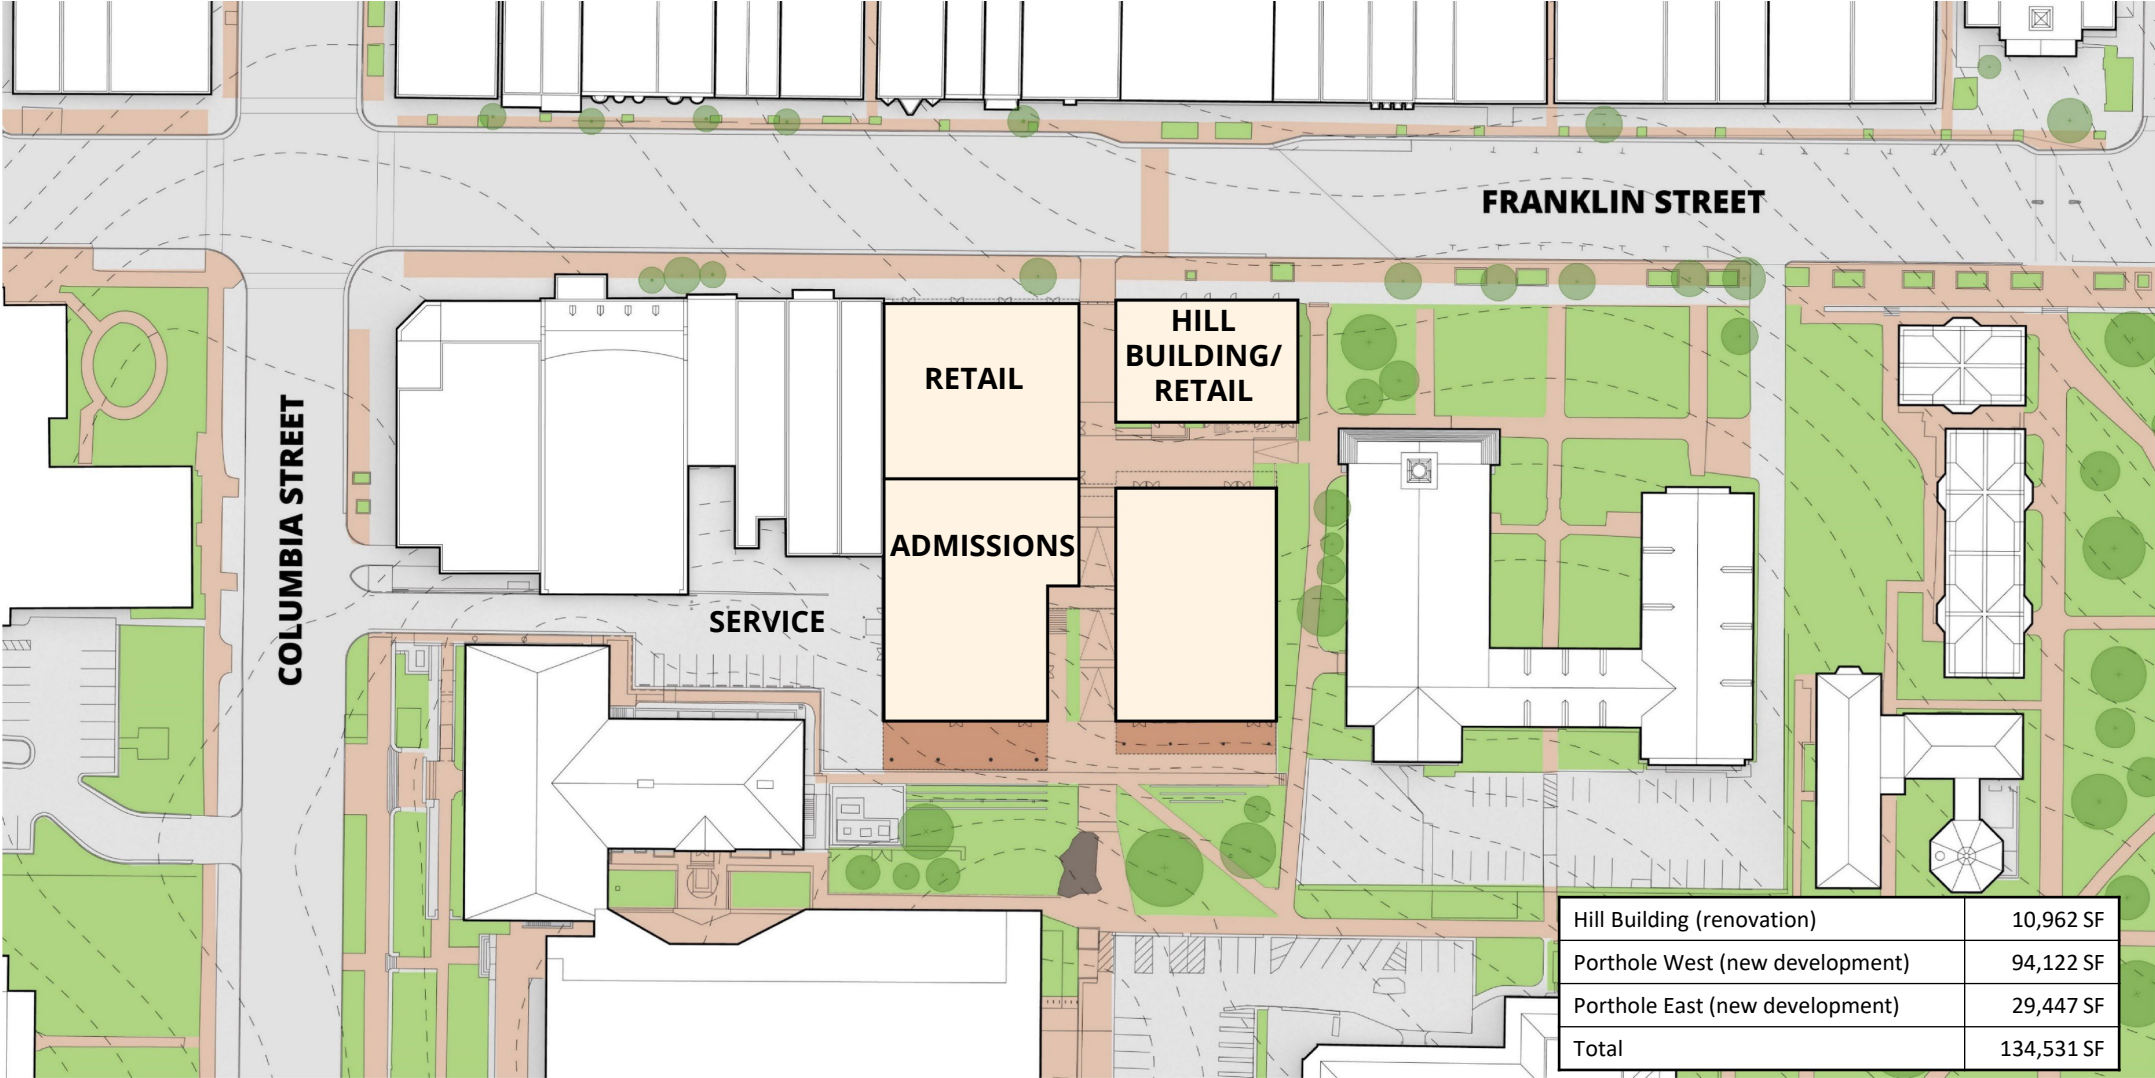 FRANKLIN STREET
HILL
BUILDING/
RETAIL
RETAIL
COLUMBIA STREET
ADMISSIONS
SERVICE
Hill Building (renovation) 10,962 SF
Porthole West (new development) 94,122 SF
Porthole East (new development) 29,447 SF
Total 134,531 SF